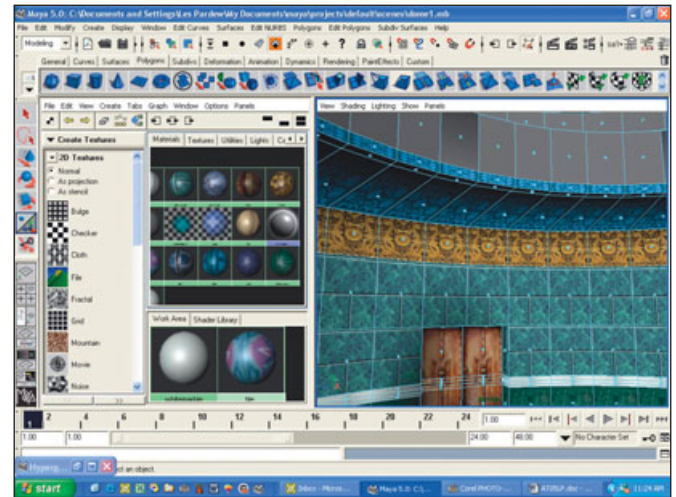 Maya 5.0: C:\Documents and Settings\Les Pardew\My Documents\maya\projects\default\scenes\dome1.mb
File Edit Modify Create Display Window Edit Curves Surfaces Edit NURBS Polygons Edit Polygons Subdiv Surfaces Help
Modeling
General Curves Surfaces Polygons Subdivs Deformation Animation Dynamics Rendering PaintEffects Custom
File Edit View Create Tabs Graph Window Options Panels
View Shading Lighting Show Panels
Create Textures
Materials Textures Utilities Lights
2D Textures
Normal
As projection
As stencil
Bulge
Checker
Cloth
File
Fractal
Grid
Mountain
Movie
Noise
Work Area Shader Library
2 4 6 8 10 12 14 16 18 20 22 24 1.00
1
1.00 1.00 24.00 48.00 No Character Set
Hyperg...
ct an object.
start
Inbox - Micros...
Maya 5.0: C:\...
Corel PHOTO-...
11:24 AM